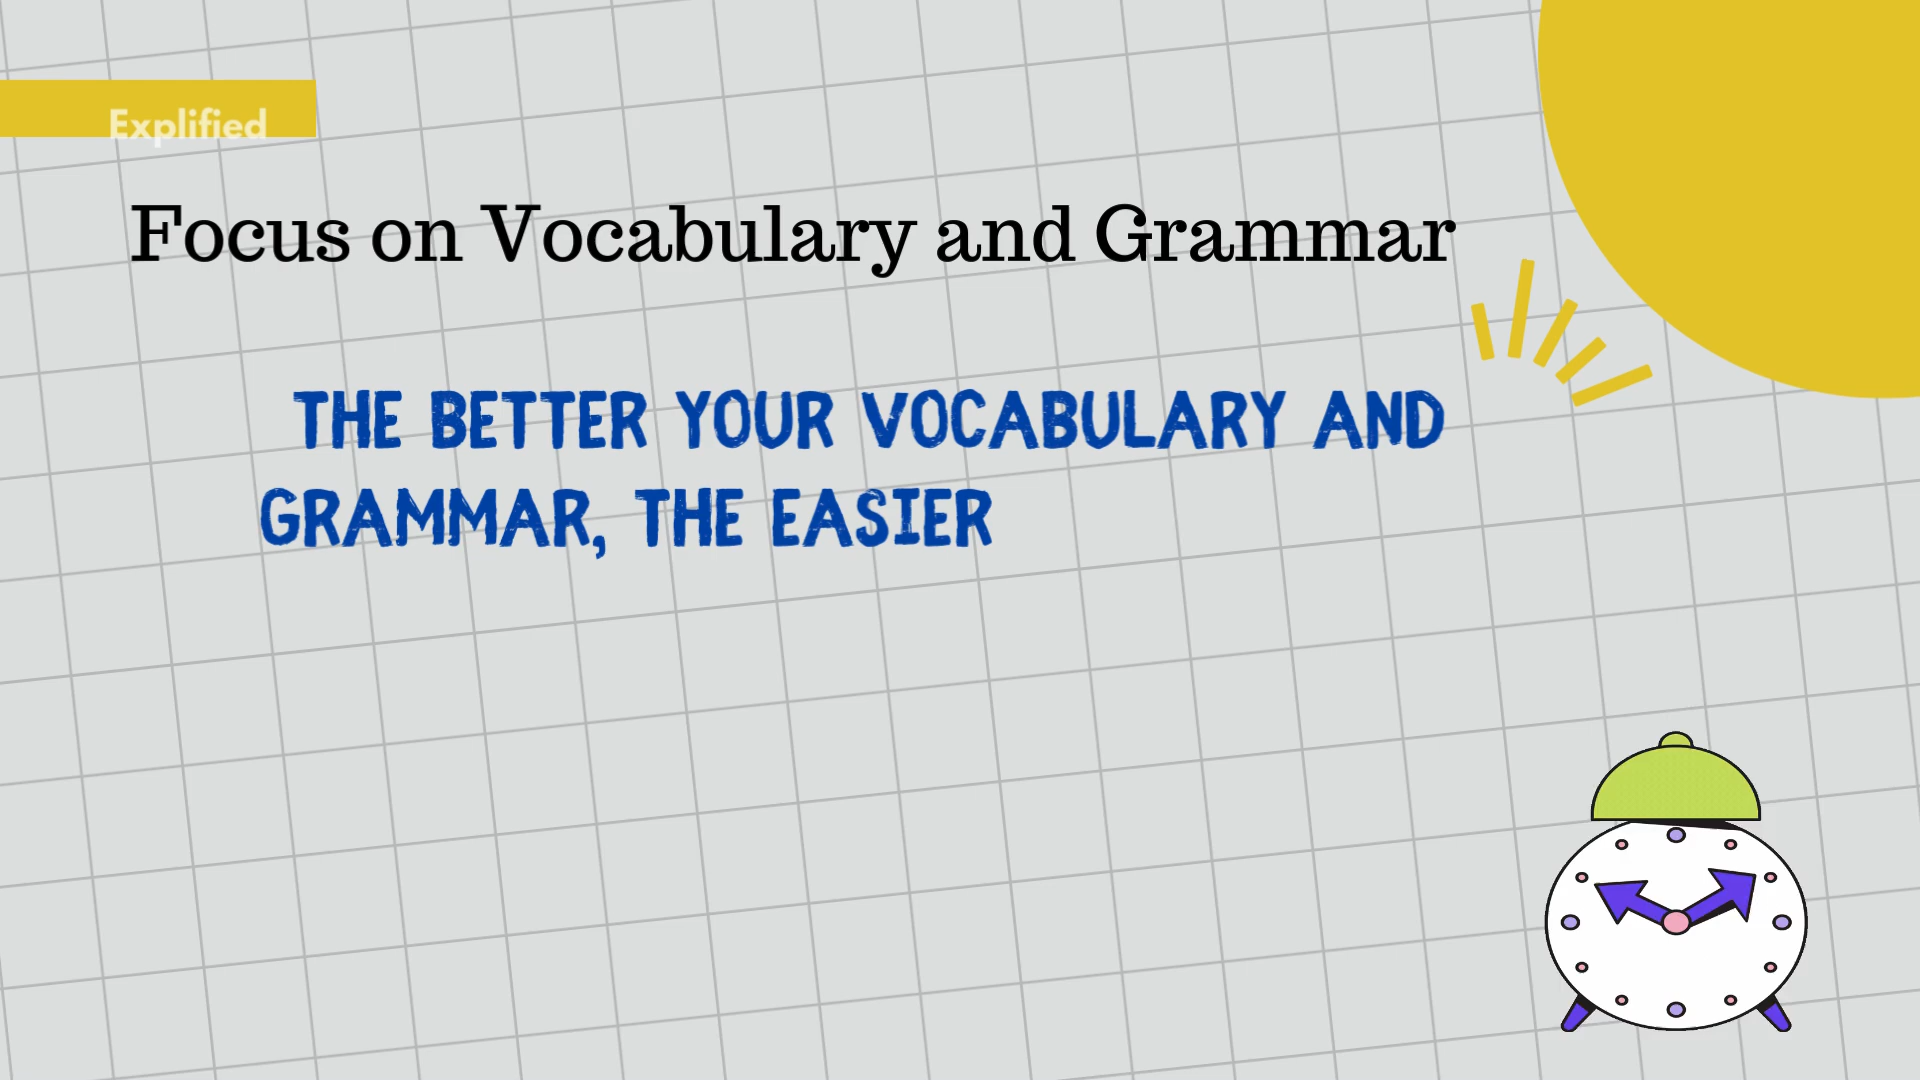 Explified
Focus on Vocabulary and Grammar
THE BETTER YOUR VOCABULARY AND
GRAMMAR, THE EASIER